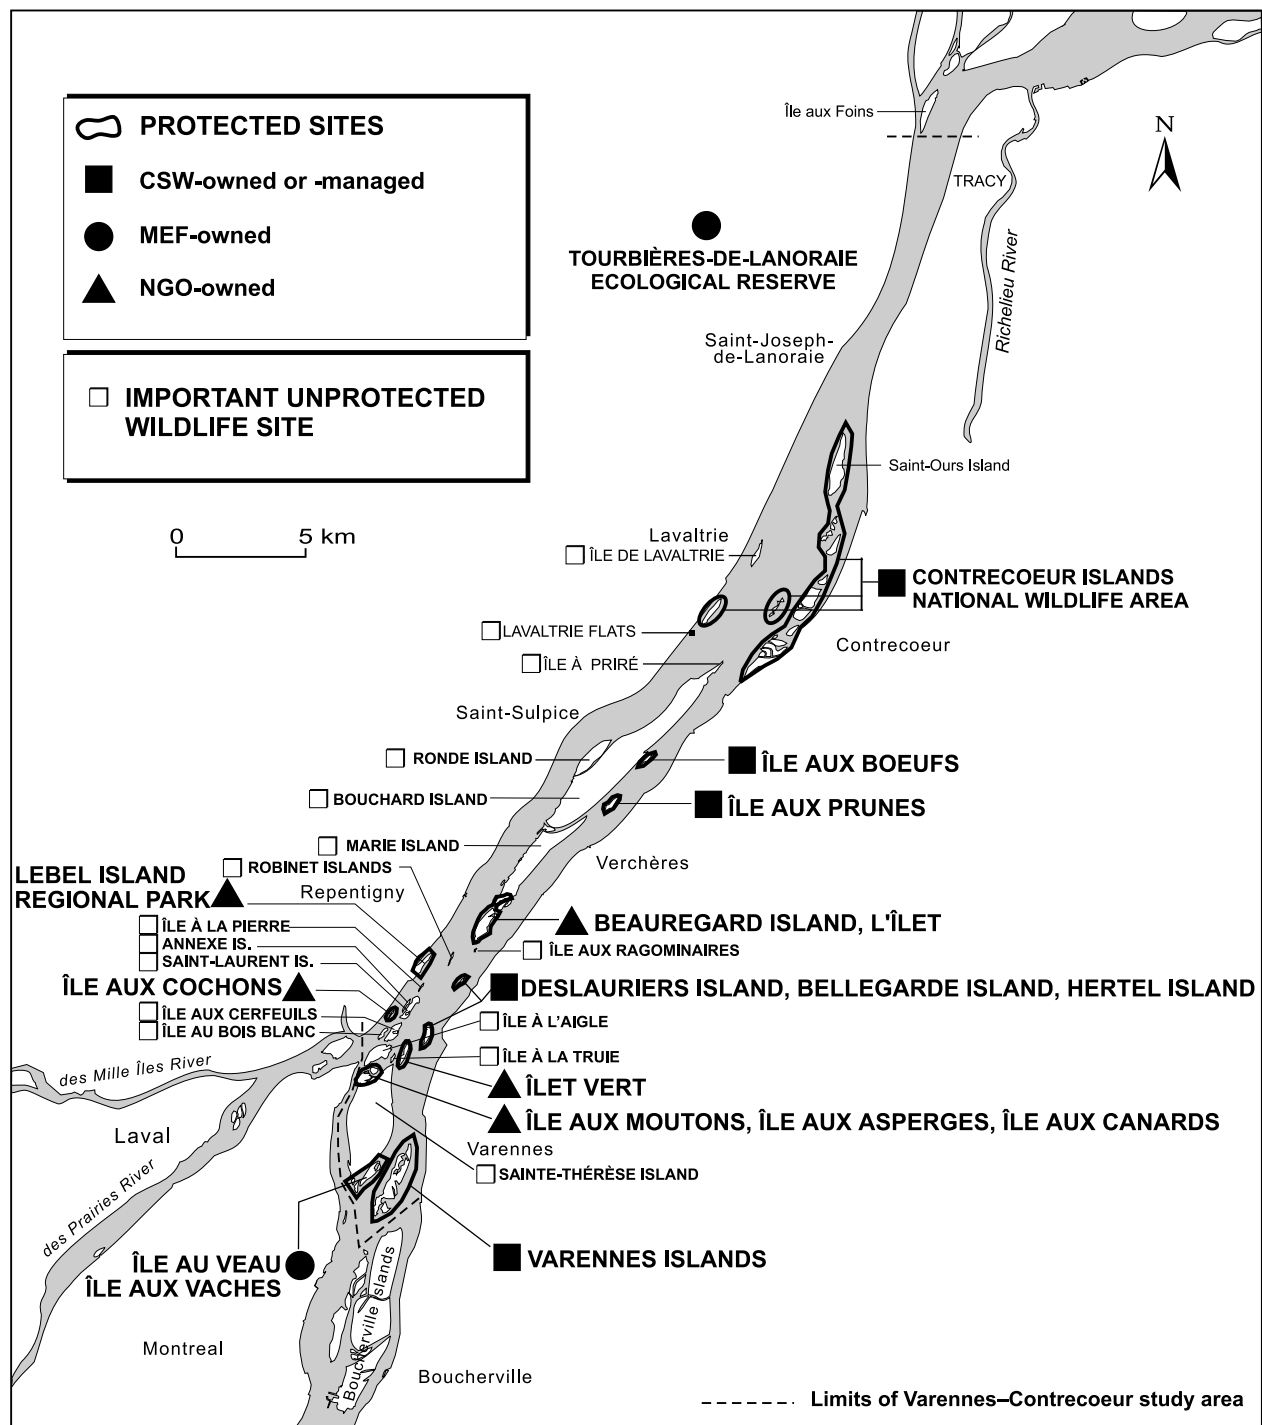 PROTECTED SITES
CSW-owned or -managed
MEF-owned
NGO-owned
IMPORTANT UNPROTECTED
WILDLIFE SITE
0 5 km
Île aux Foins
N
TRACY
Richelieu River
TOURBIÈRES-DE-LANORAIE
ECOLOGICAL RESERVE
Saint-Joseph-
de-Lanoraie
Saint-Ours Island
Lavaltrie
ÎLE DE LAVALTRIE
CONTRECOEUR ISLANDS
NATIONAL WILDLIFE AREA
LAVALTRIE FLATS
Contrecoeur
ÎLE À PRIRÉ
Saint-Sulpice
RONDE ISLAND
ÎLE AUX BOEUFS
BOUCHARD ISLAND
ÎLE AUX PRUNES
MARIE ISLAND
Verchères
ROBINET ISLANDS
LEBEL ISLAND
REGIONAL PARK
Repentigny
ÎLE À LA PIERRE
BEAUREGARD ISLAND, L'ÎLET
ANNEXE IS.
ÎLE AUX RAGOMINAIRES
SAINT-LAURENT IS.
ÎLE AUX COCHONS
DESLAURIERS ISLAND, BELLEGARDE ISLAND, HERTEL ISLAND
ÎLE AUX CERFEUILS
ÎLE À L'AIGLE
ÎLE AU BOIS BLANC
ÎLE À LA TRUIE
des Mille Îles River
ÎLET VERT
ÎLE AUX MOUTONS, ÎLE AUX ASPERGES, ÎLE AUX CANARDS
Laval
Varennes
SAINTE-THÉRÈSE ISLAND
des Prairies River
ÎLE AU VEAU
ÎLE AUX VACHES
VARENNES ISLANDS
Boucherville Islands
Montreal
Boucherville
Limits of Varennes–Contrecoeur study area